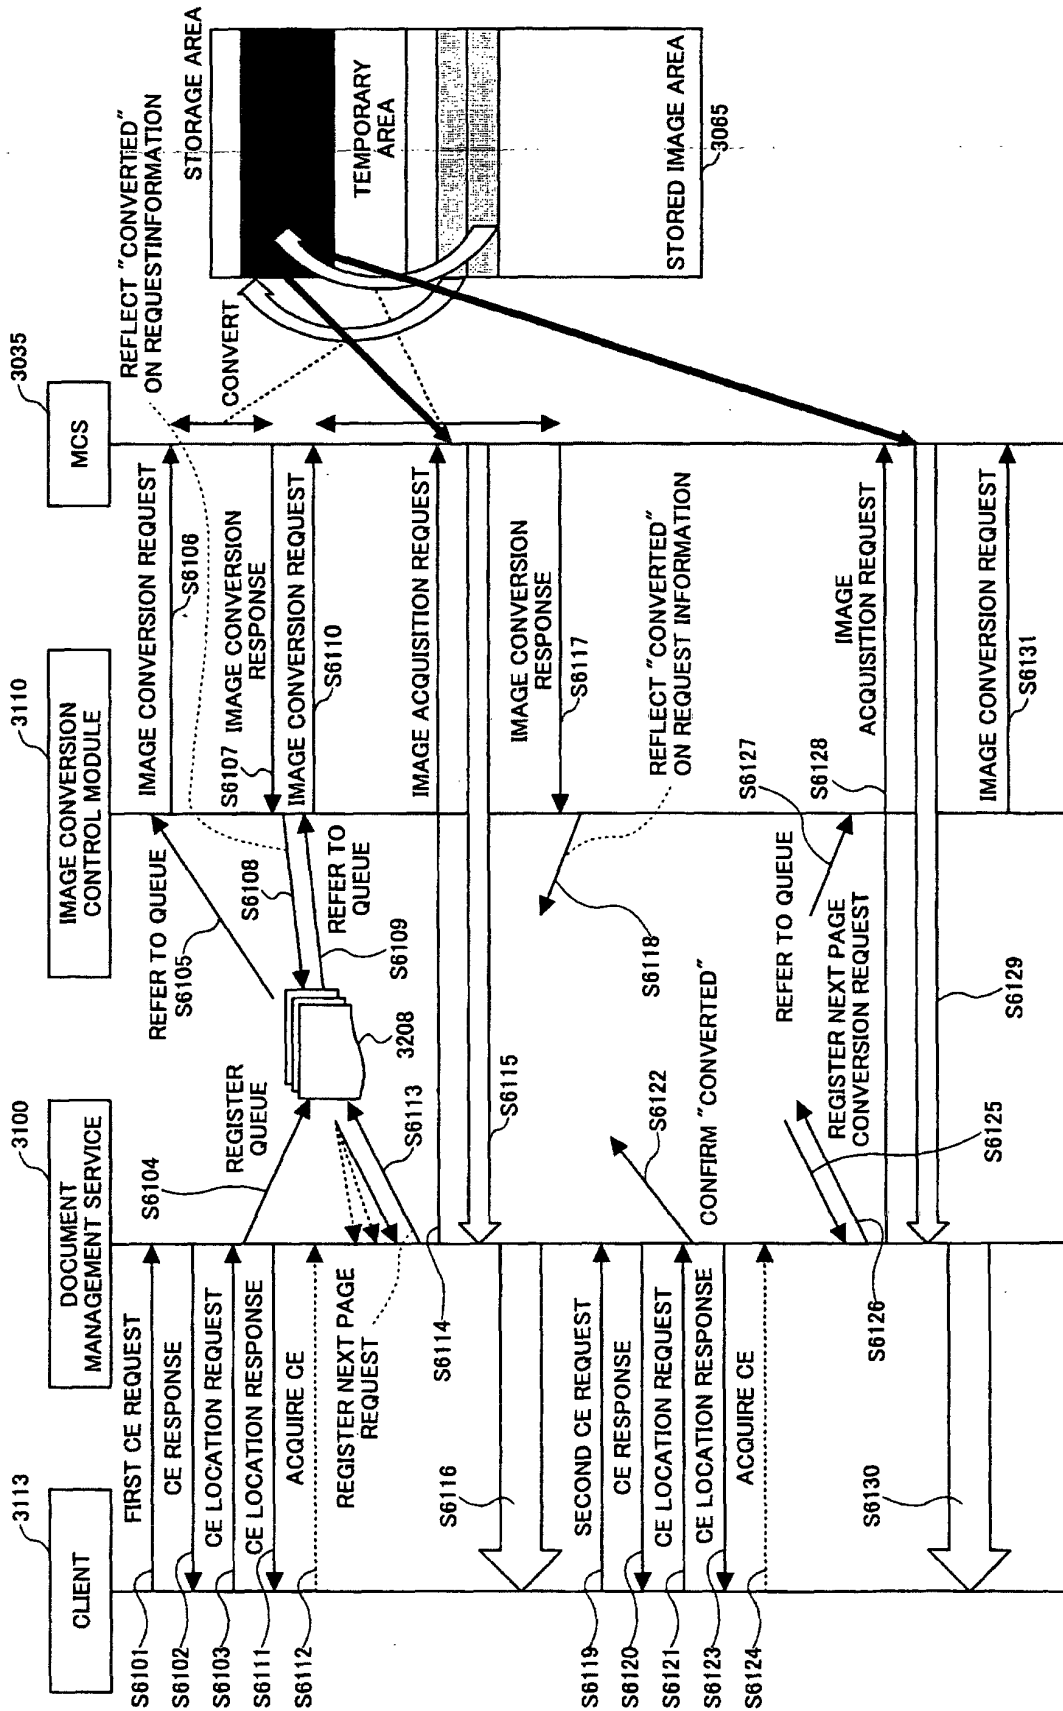 3113
CLIENT
3100
DOCUMENT
MANAGEMENT SERVICE
3110
IMAGE CONVERSION
CONTROL MODULE
3035
MCS
STORAGE AREA
TEMPORARY
AREA
STORED IMAGE AREA
3065
REFLECT "CONVERTED"
ON REQUESTINFORMATION
CONVERT
S6101
FIRST CE REQUEST
S6102
CE RESPONSE
S6103
CE LOCATION REQUEST
S6111
CE LOCATION RESPONSE
S6112
ACQUIRE CE
REGISTER NEXT PAGE
REQUEST
S6104
REGISTER
QUEUE
REFER TO QUEUE
S6105
IMAGE CONVERSION REQUEST
S6106
S6107
IMAGE CONVERSION
RESPONSE
S6108
REFER TO
QUEUE
S6109
3208
IMAGE CONVERSION REQUEST
S6110
S6113
S6114
IMAGE ACQUISITION REQUEST
S6115
S6116
IMAGE CONVERSION
RESPONSE
S6117
S6118
REFLECT "CONVERTED"
ON REQUEST INFORMATION
S6119
SECOND CE REQUEST
S6120
CE RESPONSE
S6121
CE LOCATION REQUEST
S6123
CE LOCATION RESPONSE
S6124
ACQUIRE CE
S6122
CONFIRM "CONVERTED"
REFER TO QUEUE
S6127
REGISTER NEXT PAGE
CONVERSION REQUEST
S6125
S6126
S6128
IMAGE
ACQUISITION REQUEST
S6129
S6130
IMAGE CONVERSION REQUEST
S6131